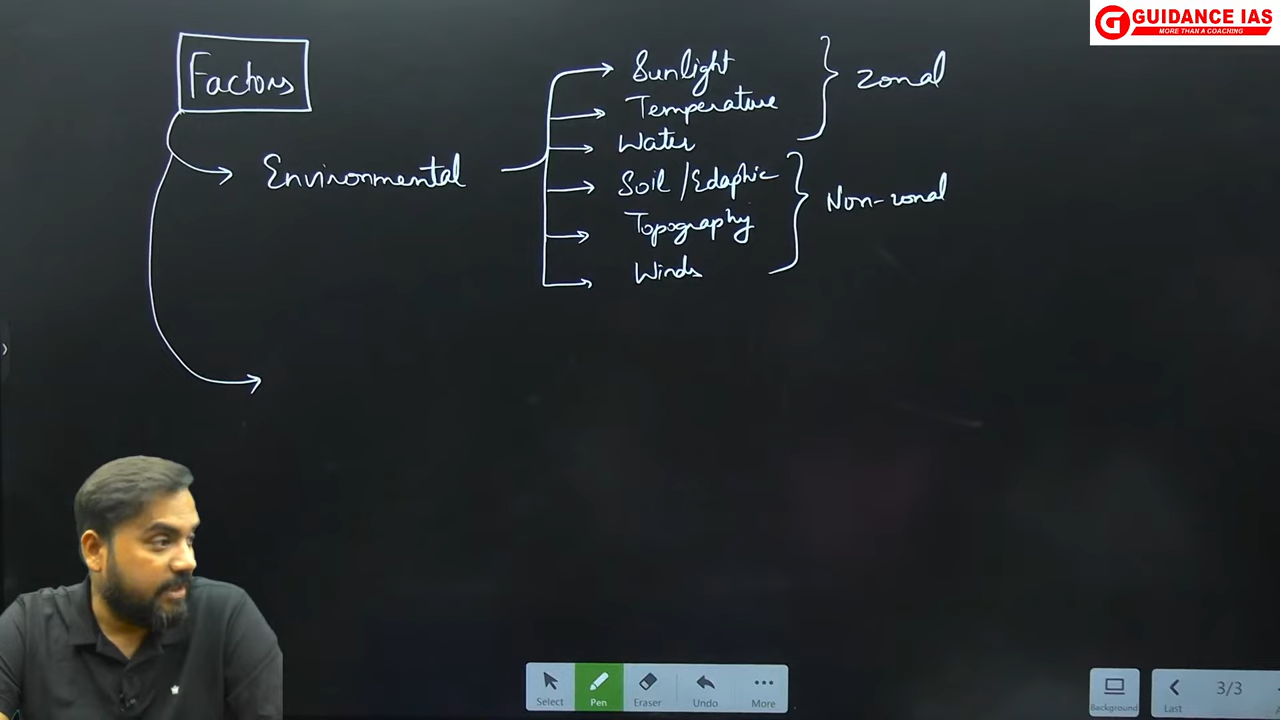 GUIDANCE IAS
MORE THAN A COACHING
Factors
Environmental
Sunlight
Temperature
Water
zonal
Soil / Edaphic
Topography
Winds
Non-zonal
Select
Pen
Eraser
Undo
More
Background
Last
3/3